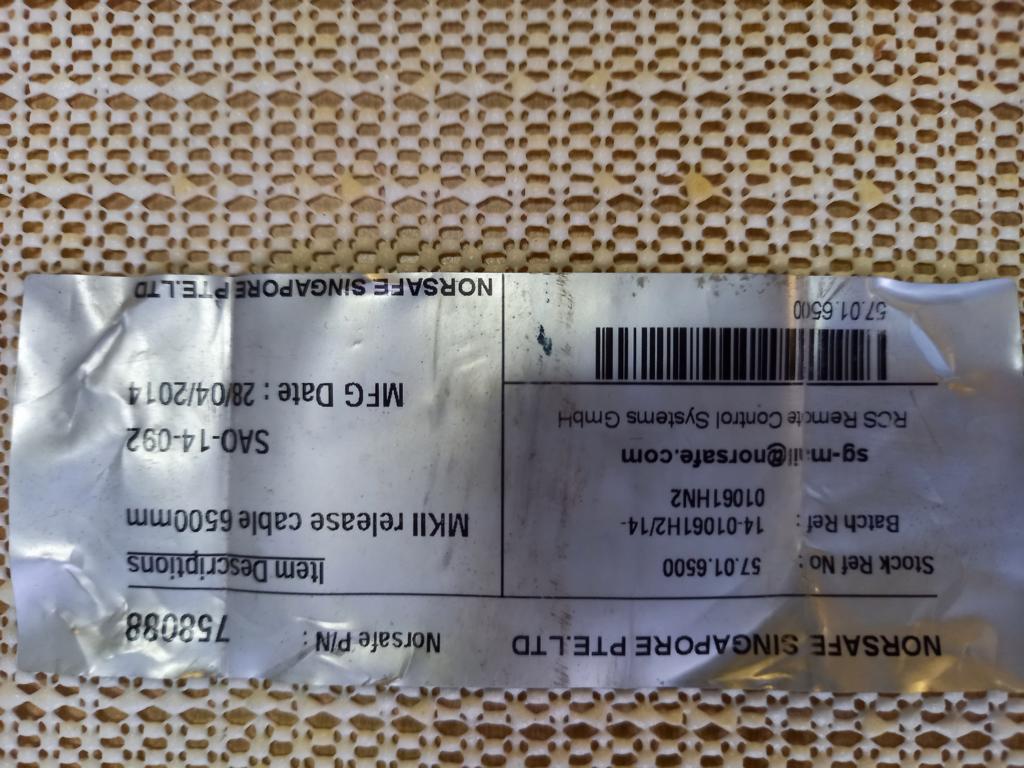 NORSAFE SINGAPORE PTE.LTD
Stock Ref No : 57.01.6500
Batch Ref : 14-01061H2/14-
01061HN2
sg-mail@norsafe.com
RCS Remote Control Systems GmbH
57.01.6500
Norsafe P/N : 758088
Item Descriptions
MKII release cable 6500mm
SAO-14-092
MFG Date : 28/04/2014
NORSAFE SINGAPORE PTE.LTD